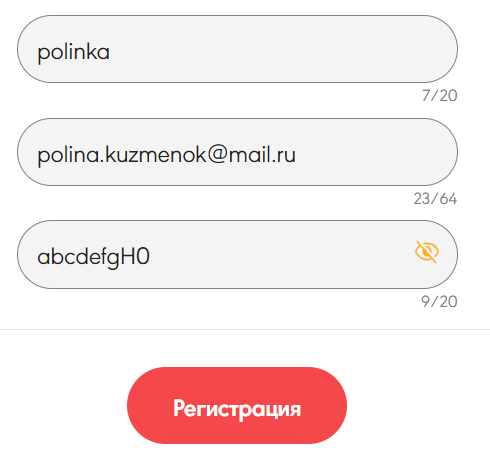 polinka
7/20
polina.kuzmenok@mail.ru
23/64
abcdefgH0
9/20
Регистрация